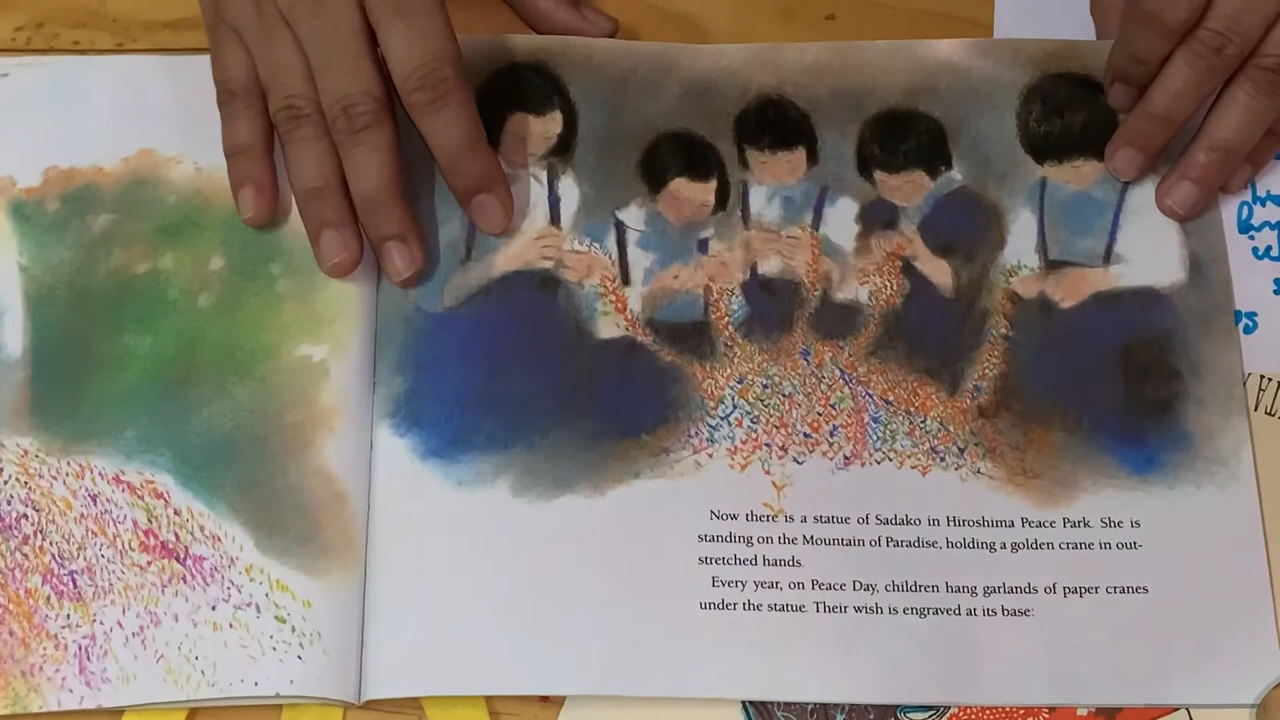 Now there is a statue of Sadako in Hiroshima Peace Park. She is
standing on the Mountain of Paradise, holding a golden crane in out-
stretched hands.
Every year, on Peace Day, children hang garlands of paper cranes
under the statue. Their wish is engraved at its base: